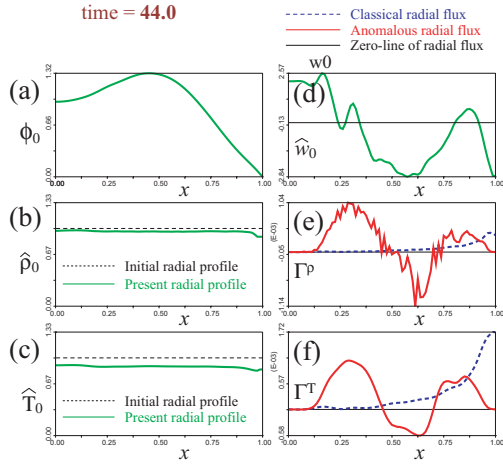 time = 44.0
Classical radial flux
Anomalous radial flux
Zero-line of radial flux
(a)
ϕ0
1.32
0.66
0.00
0.00 0.25 0.50 0.75 1.00
x
w0
(d)
ŵ0
2.57
-0.13
-2.84
0.00 0.25 0.50 0.75 1.00
x
(b)
ρ̂0
1.33
0.67
0.00
Initial radial profile
Present radial profile
0.00 0.25 0.50 0.75 1.00
x
(e)
Γρ
1.04
(E-03)
-0.05
-1.14
0.00 0.25 0.50 0.75 1.00
x
(c)
T̂0
1.33
0.67
0.00
Initial radial profile
Present radial profile
0.00 0.25 0.50 0.75 1.00
x
(f)
ΓT
1.72
(E-03)
0.57
0.58
0.00 0.25 0.50 0.75 1.00
x